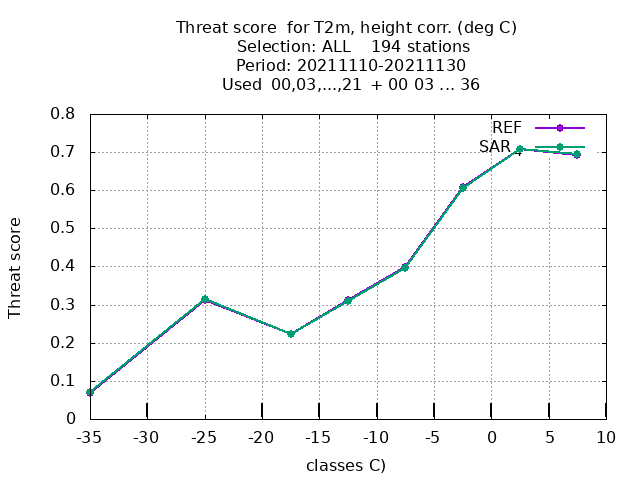 Threat score for T2m, height corr. (deg C)
Selection: ALL 194 stations
Period: 20211110-20211130
Used 00,03,...,21 + 00 03 ... 36
0.8
0.7
0.6
0.5
0.4
0.3
0.2
0.1
0
Threat score
REF
SAR
-35 -30 -25 -20 -15 -10 -5 0 5 10
classes C)